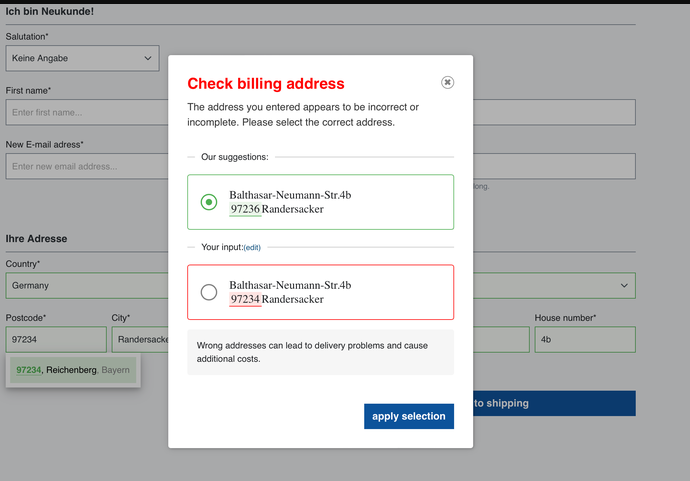 Ich bin Neukunde!
Salutation*
Keine Angabe
First name*
Enter first name...
New E-mail adress*
Enter new email address...
long.
Ihre Adresse
Country*
Germany
Postcode*
City*
House number*
97234
Randersacke
4b
97234, Reichenberg, Bayern
to shipping
Check billing address
The address you entered appears to be incorrect or
incomplete. Please select the correct address.
Our suggestions:
Balthasar-Neumann-Str.4b
97236 Randersacker
Your input:(edit)
Balthasar-Neumann-Str.4b
97234 Randersacker
Wrong addresses can lead to delivery problems and cause
additional costs.
apply selection